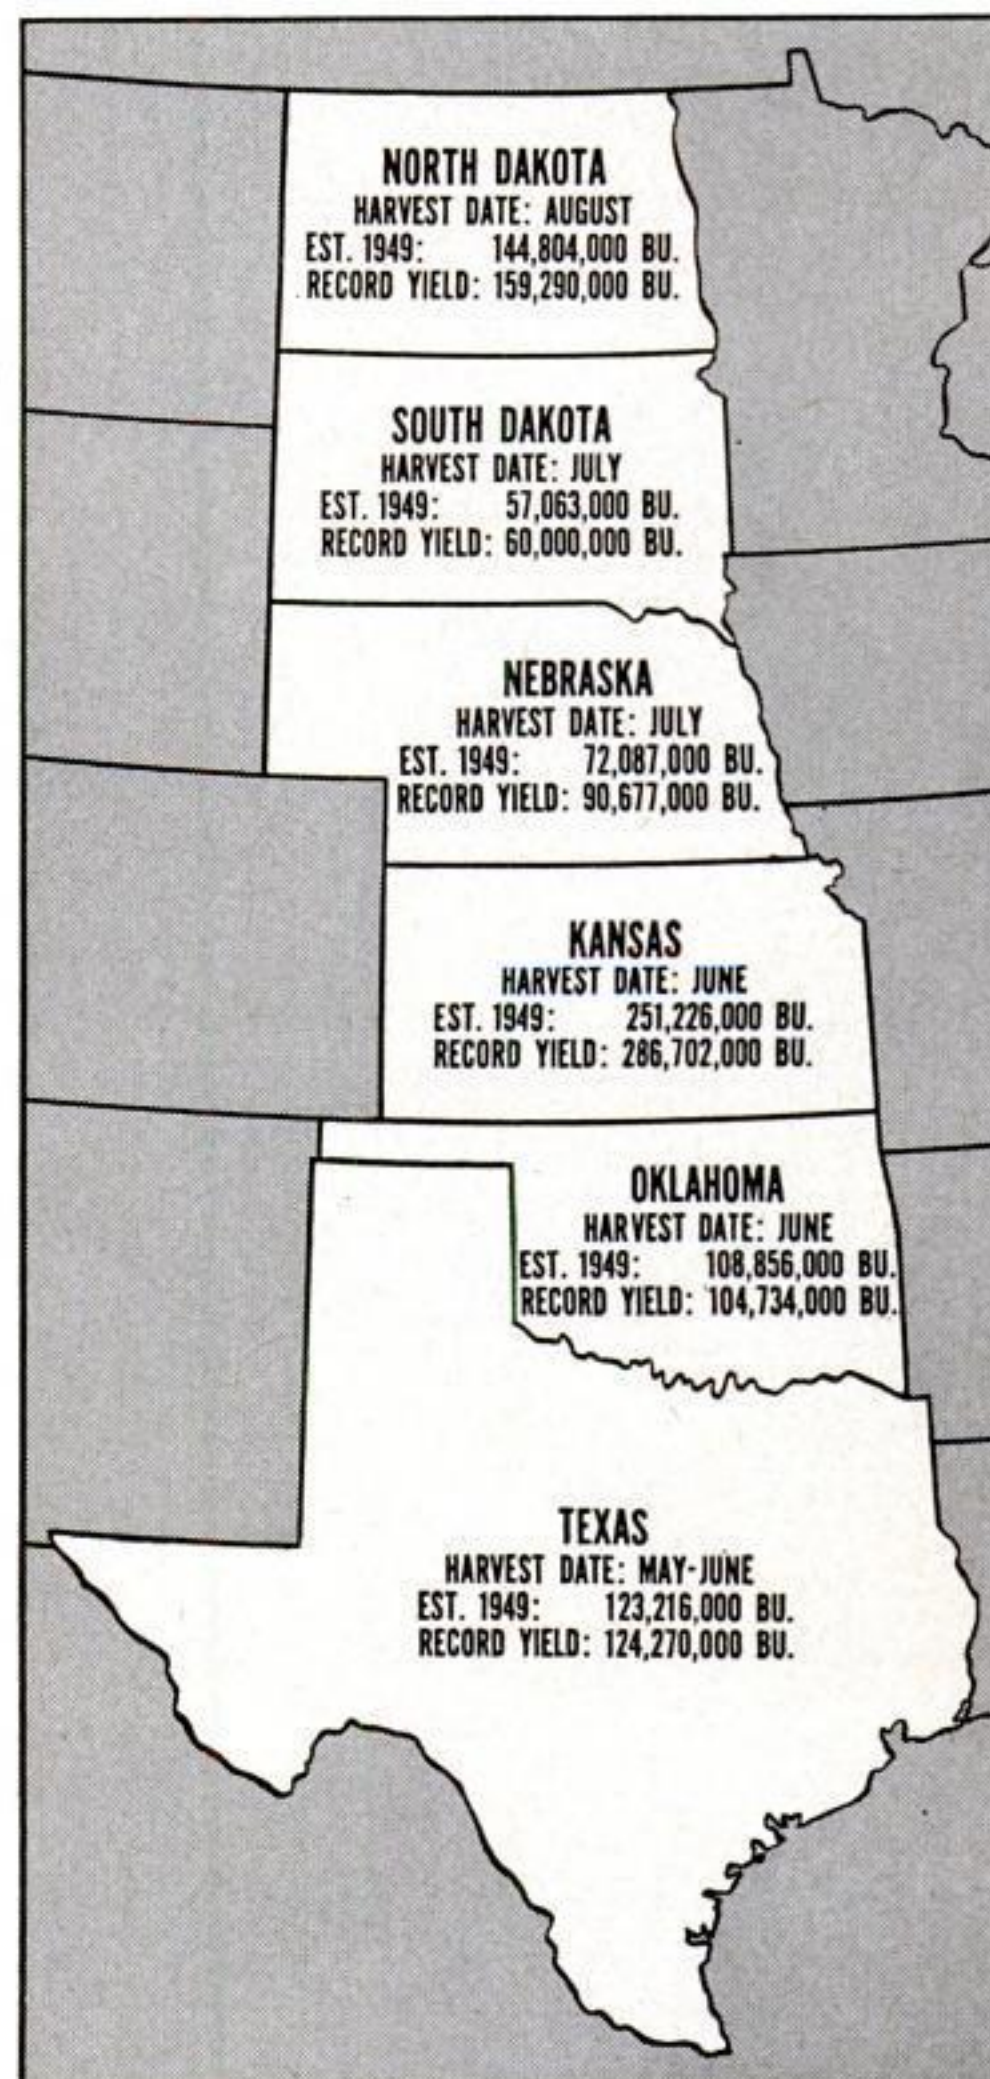 NORTH DAKOTA
HARVEST DATE: AUGUST
EST. 1949: 144,804,000 BU.
RECORD YIELD: 159,290,000 BU.
SOUTH DAKOTA
HARVEST DATE: JULY
EST. 1949: 57,063,000 BU.
RECORD YIELD: 60,000,000 BU.
NEBRASKA
HARVEST DATE: JULY
EST. 1949: 72,087,000 BU.
RECORD YIELD: 90,677,000 BU.
KANSAS
HARVEST DATE: JUNE
EST. 1949: 251,226,000 BU.
RECORD YIELD: 286,702,000 BU.
OKLAHOMA
HARVEST DATE: JUNE
EST. 1949: 108,856,000 BU.
RECORD YIELD: 104,734,000 BU.
TEXAS
HARVEST DATE: MAY-JUNE
EST. 1949: 123,216,000 BU.
RECORD YIELD: 124,270,000 BU.